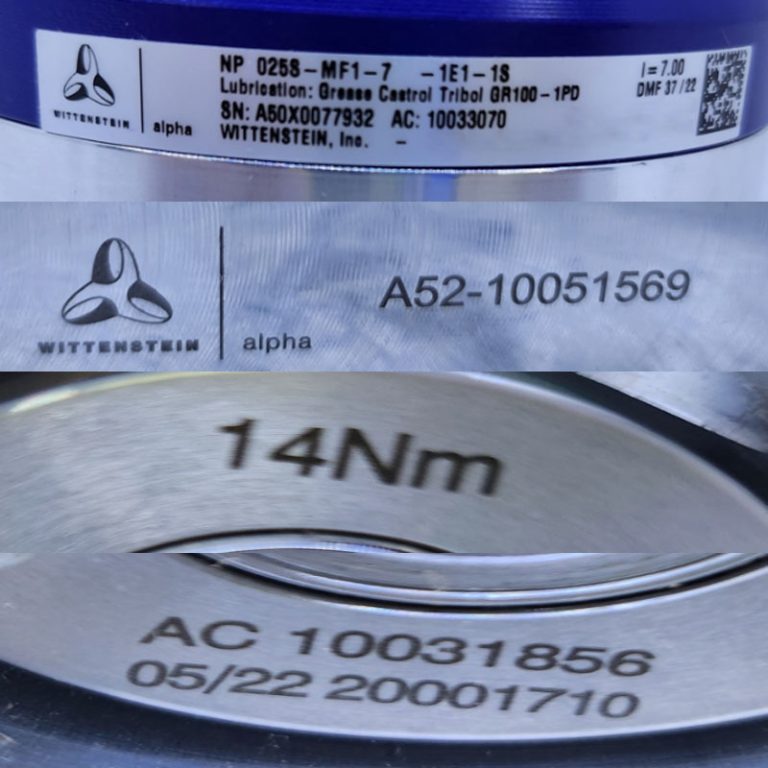 NP 025S-MF1-7 -1E1-1S
Lubrication: Grease Castrol Tribol GR100-1PD
SN: A50X0077932 AC: 10033070
WITTENSTEIN, Inc. -
i=7.00
DMF 37/22
WITTENSTEIN
alpha
A52-10051569
WITTENSTEIN
alpha
14Nm
AC 10031856
05/22 20001710